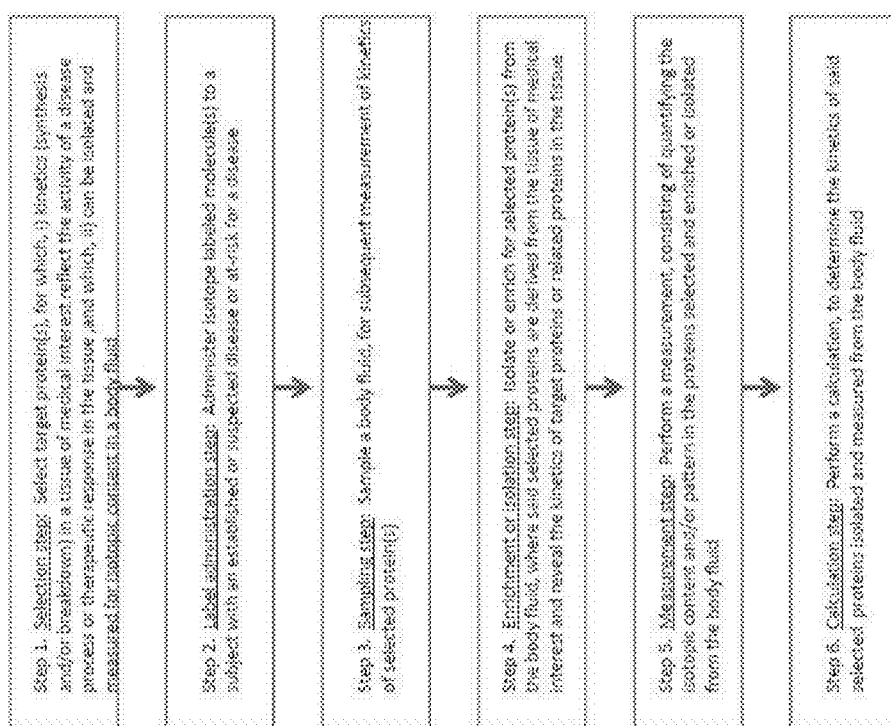 Step 1. Selection step: Select target protein(s), for which, i) kinetics (synthesis
and/or breakdown) in a tissue of medical interest reflect the activity of a disease
process or therapeutic response in the tissue ,and which, ii) can be isolated and
measured for isotopic content in a body fluid
Step 2. Label administration step: Administer isotope labeled molecule(s) to a
subject with an established or suspected disease or at-risk for a disease
Step 3. Sampling step: Sample a body fluid, for subsequent measurement of kinetics
of selected protein(s)
Step 4. Enrichment or isolation step: Isolate or enrich for selected protein(s) from
the body fluid, where said selected proteins are derived from the tissue of medical
interest and reveal the kinetics of target proteins or related proteins in the tissue
Step 5. Measurement step: Perform a measurement, consisting of quantifying the
isotopic content and/or pattern in the proteins selected and enriched or isolated
from the body fluid
Step 6. Calculation step: Perform a calculation, to determine the kinetics of said
selected proteins isolated and measured from the body fluid